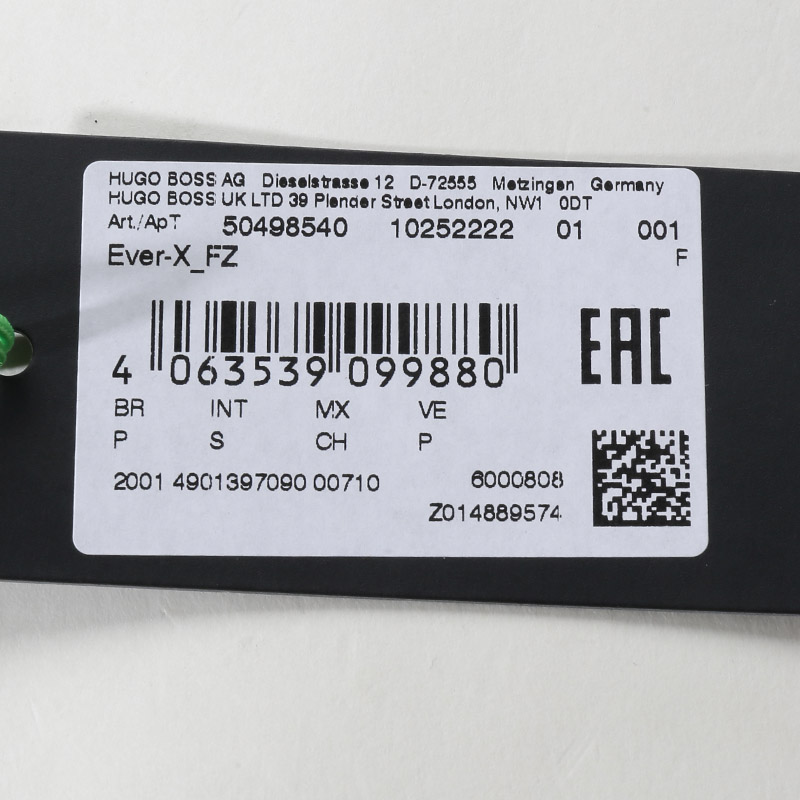 HUGO BOSS AG Dieselstrasse 12 D-72555 Metzingen Germany
HUGO BOSS UK LTD 39 Plender Street London, NW1 0DT
Art./ApT 50498540 10252222 01 001
Ever-X_FZ F
EAC
4 063539 099880
BR INT MX VE
P S CH P
2001 4901397090 00710 6000808
Z014889574